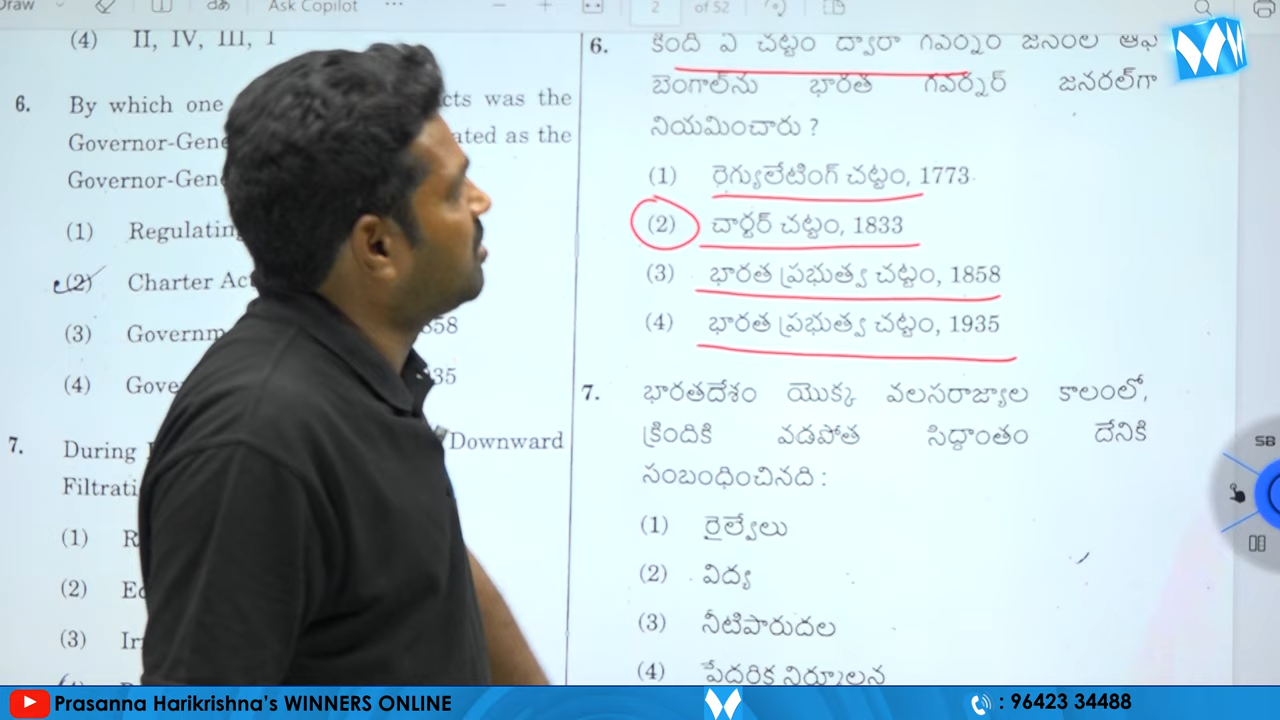 Draw
Ask Copilot
2 of 52
(4) II, IV, III, I
6. By which one cts was the
Governor-Gene ated as the
Governor-Gen
(1) Regulating
(2) Charter Ac
(3) Governm 858
(4) Gove 35
7. During Downward
Filtrati
(1) R
(2) Ed
(3) Irr
6. కింది ఏ చట్టం ద్వారా గవర్నర్ జనరల్ ఆఫ్
బెంగాల్‌ను భారత గవర్నర్ జనరల్‌గా
నియమించారు ?
(1) రెగ్యులేటింగ్ చట్టం, 1773
(2) చార్టర్ చట్టం, 1833
(3) భారత ప్రభుత్వ చట్టం, 1858
(4) భారత ప్రభుత్వ చట్టం, 1935
7. భారతదేశం యొక్క వలసరాజ్యాల కాలంలో,
క్రిందికి వడపోత సిద్ధాంతం దేనికి
సంబంధించినది :
(1) రైల్వేలు
(2) విద్య
(3) నీటిపారుదల
(4) పేదరిక నిర్మూలన
Prasanna Harikrishna's WINNERS ONLINE
: 96423 34488